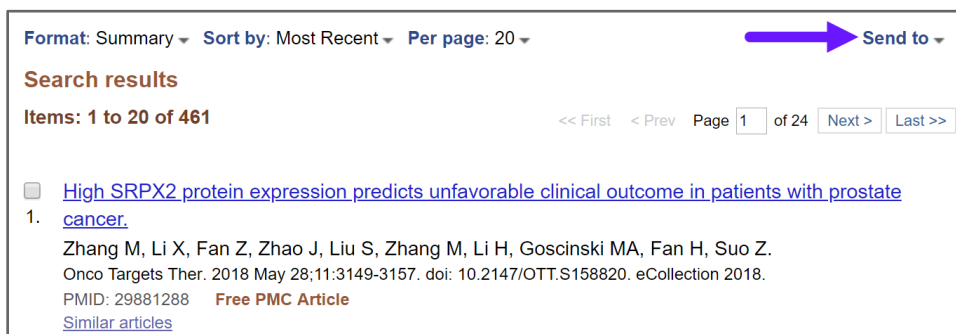 Format: Summary Sort by: Most Recent Per page: 20 Send to
Search results
Items: 1 to 20 of 461 << First < Prev Page 1 of 24 Next > Last >>
High SRPX2 protein expression predicts unfavorable clinical outcome in patients with prostate
1. cancer.
Zhang M, Li X, Fan Z, Zhao J, Liu S, Zhang M, Li H, Goscinski MA, Fan H, Suo Z.
Onco Targets Ther. 2018 May 28;11:3149-3157. doi: 10.2147/OTT.S158820. eCollection 2018.
PMID: 29881288 Free PMC Article
Similar articles